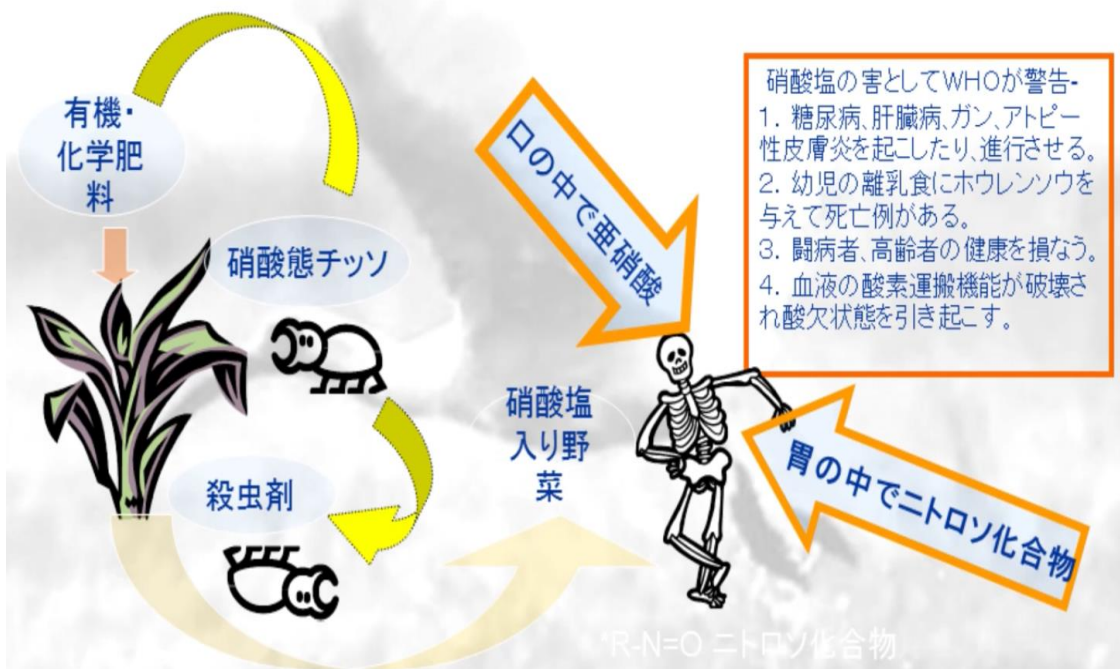 有機・
化学肥
料
硝酸態チッソ
殺虫剤
硝酸塩
入り野
菜
口の中で亜硝酸
胃の中でニトロソ化合物
硝酸塩の害としてWHOが警告-
1. 糖尿病、肝臓病、ガン、アトピー
性皮膚炎を起こしたり、進行させる。
2. 幼児の離乳食にホウレンソウを
与えて死亡例がある。
3. 闘病者、高齢者の健康を損なう。
4. 血液の酸素運搬機能が破壊さ
れ酸欠状態を引き起こす。
*R-N=O ニトロソ化合物